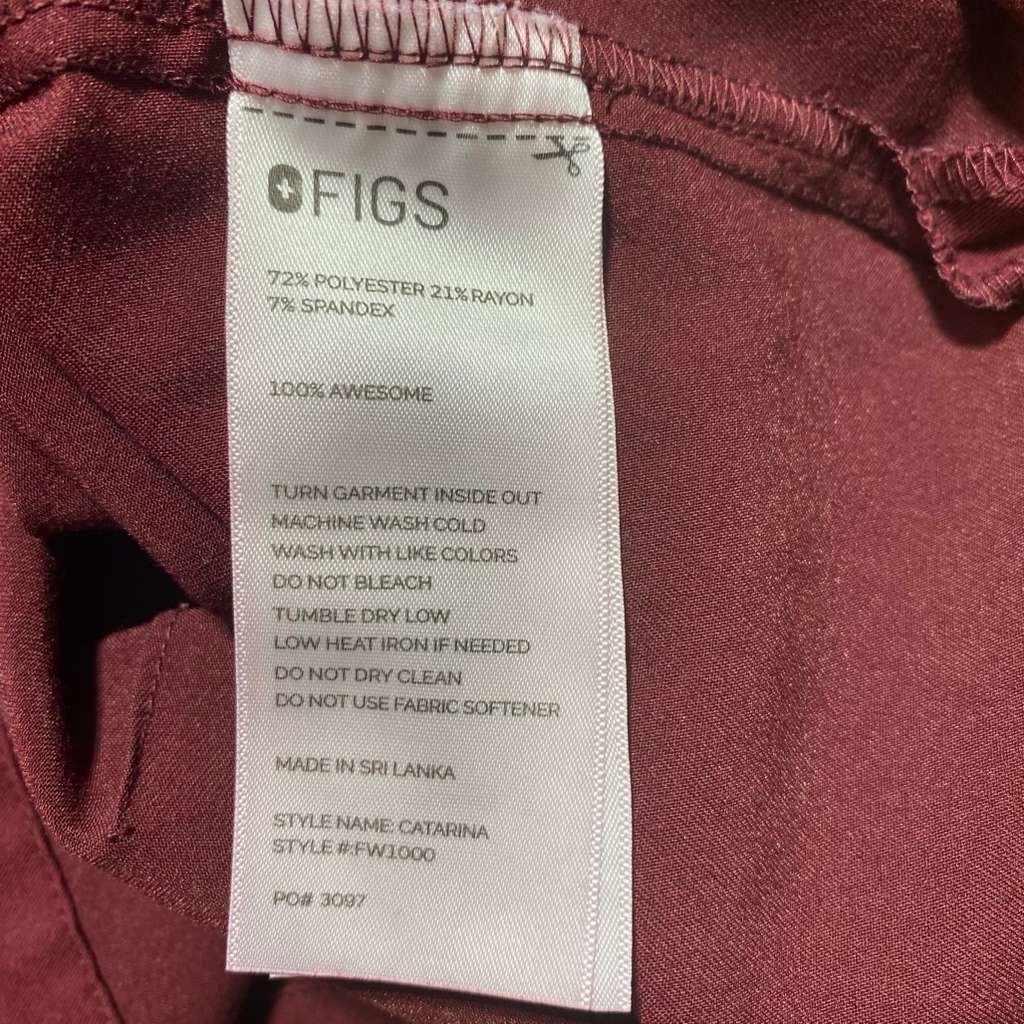 FIGS
72% POLYESTER 21% RAYON
7% SPANDEX
100% AWESOME
TURN GARMENT INSIDE OUT
MACHINE WASH COLD
WASH WITH LIKE COLORS
DO NOT BLEACH
TUMBLE DRY LOW
LOW HEAT IRON IF NEEDED
DO NOT DRY CLEAN
DO NOT USE FABRIC SOFTENER
MADE IN SRI LANKA
STYLE NAME: CATARINA
STYLE #:FW1000
PO# 3097